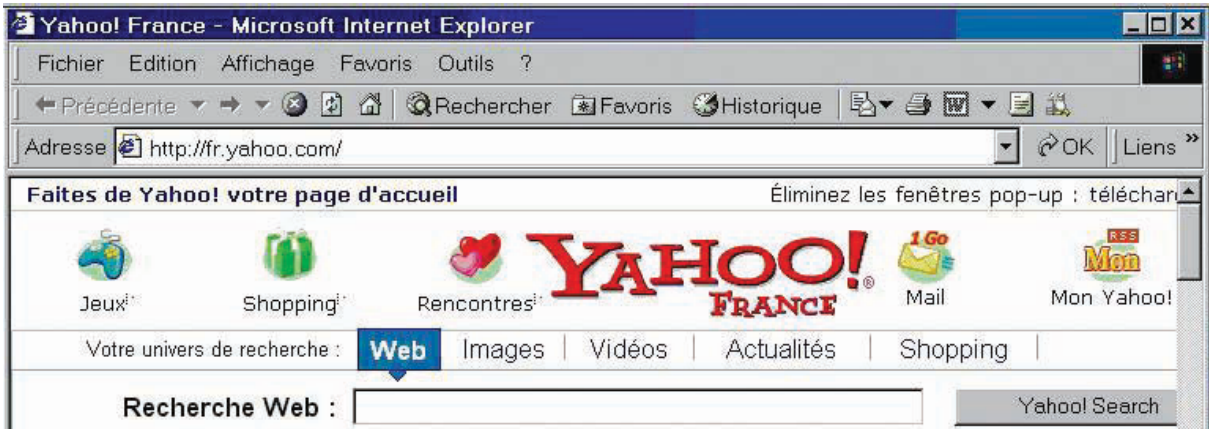 Yahoo! France - Microsoft Internet Explorer
Fichier Edition Affichage Favoris Outils ?
Précédente Rechercher Favoris Historique
Adresse http://fr.yahoo.com/ OK Liens »
Faites de Yahoo! votre page d'accueil Éliminez les fenêtres pop-up : téléchar
YAHOO! ® FRANCE
1 Go RSS Mon
Jeux Shopping Rencontres Mail Mon Yahoo!
Votre univers de recherche : Web Images | Vidéos | Actualités | Shopping |
Recherche Web : Yahoo! Search